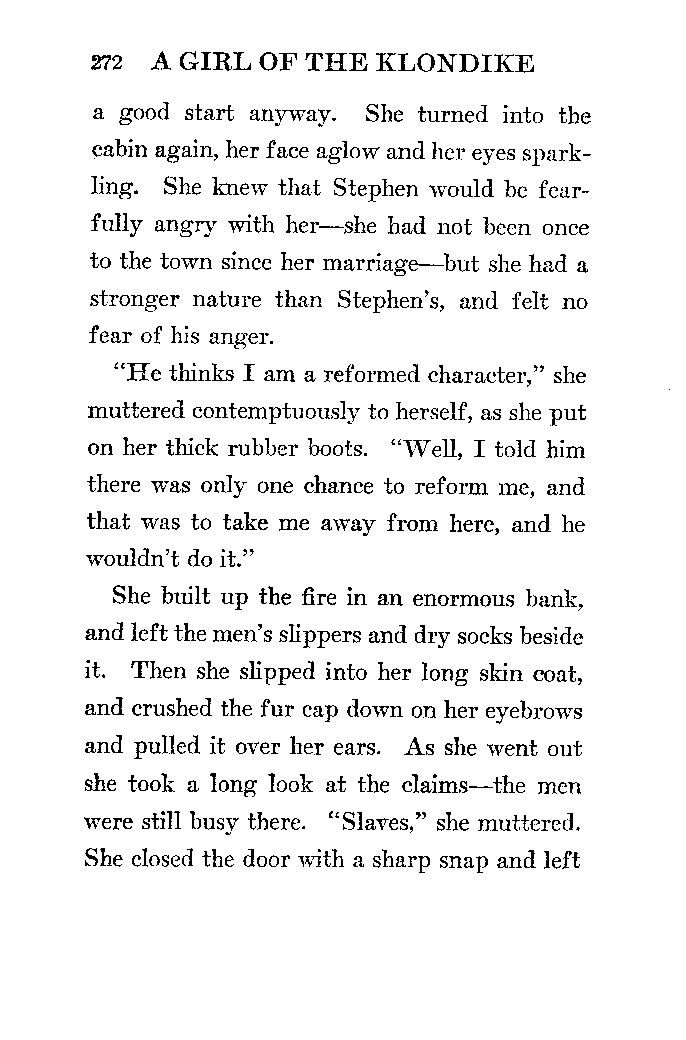 272 A GIRL OF THE KLONDIKE
a good start anyway. She turned into the
cabin again, her face aglow and her eyes spark-
ling. She knew that Stephen would be fear-
fully angry with her—she had not been once
to the town since her marriage—but she had a
stronger nature than Stephen's, and felt no
fear of his anger.
"He thinks I am a reformed character," she
muttered contemptuously to herself, as she put
on her thick rubber boots. "Well, I told him
there was only one chance to reform me, and
that was to take me away from here, and he
wouldn't do it."
She built up the fire in an enormous bank,
and left the men's slippers and dry socks beside
it. Then she slipped into her long skin coat,
and crushed the fur cap down on her eyebrows
and pulled it over her ears. As she went out
she took a long look at the claims—the men
were still busy there. "Slaves," she muttered.
She closed the door with a sharp snap and left